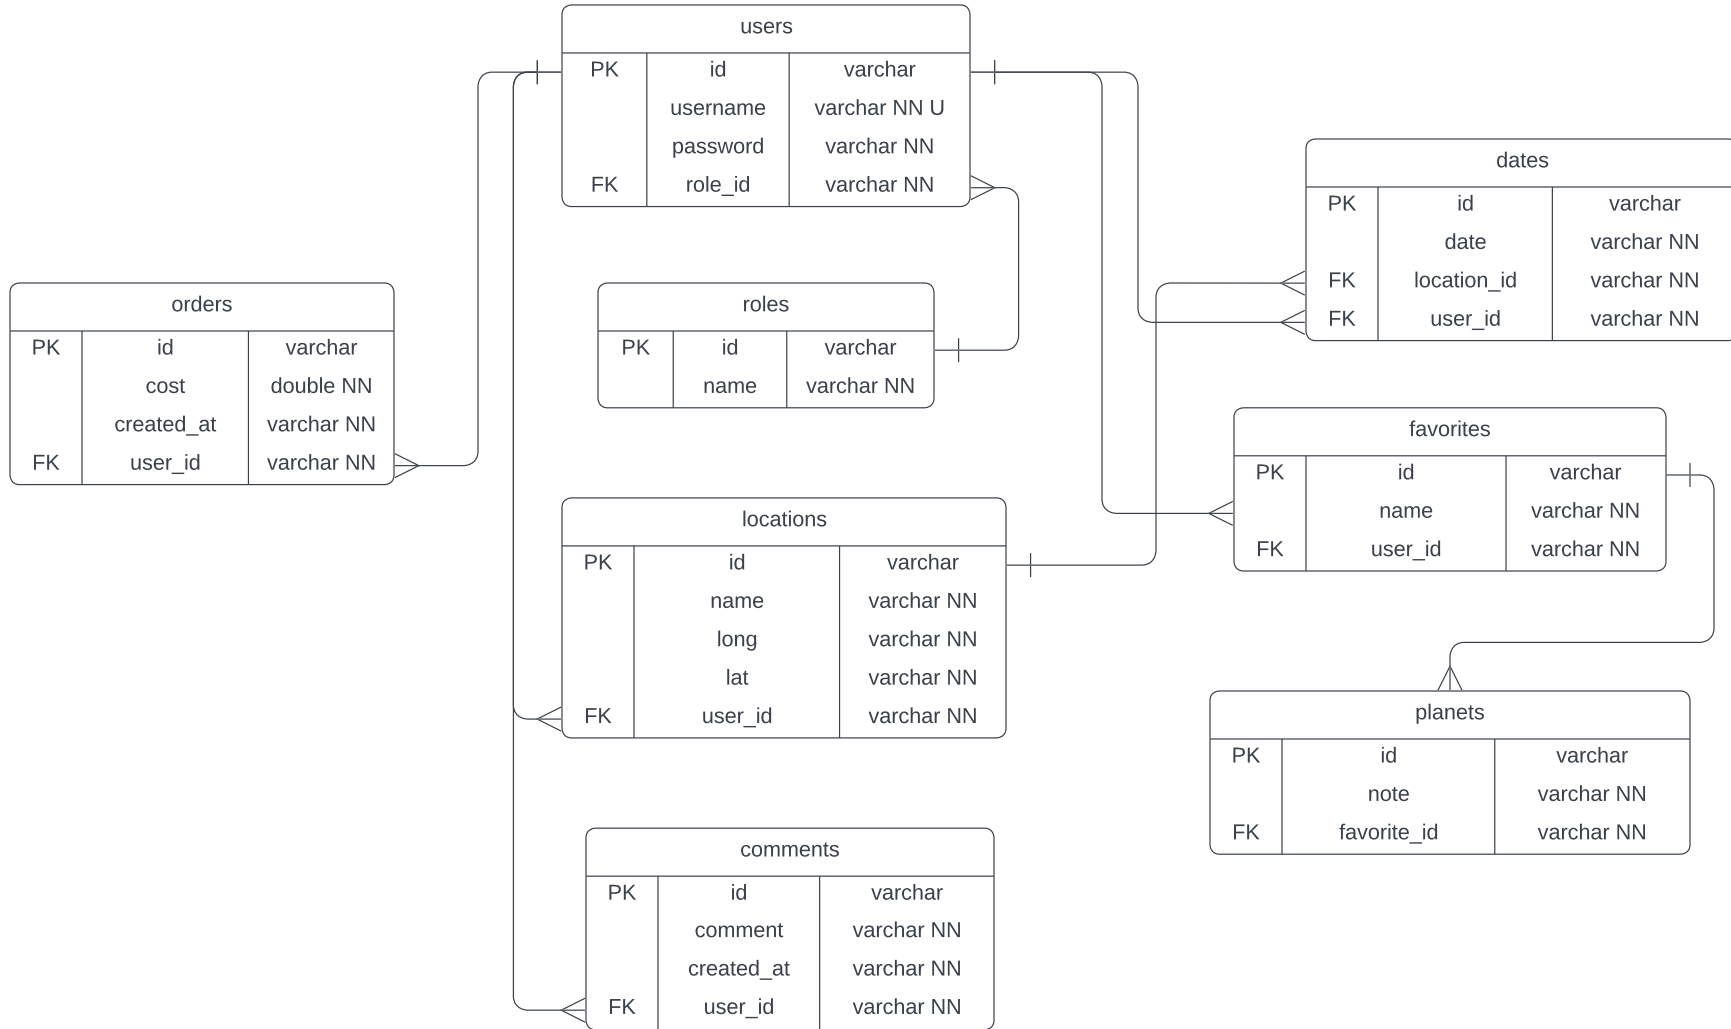 users
PK id varchar
username varchar NN U
password varchar NN
FK role_id varchar NN
dates
PK id varchar
date varchar NN
FK location_id varchar NN
FK user_id varchar NN
orders
PK id varchar
cost double NN
created_at varchar NN
FK user_id varchar NN
roles
PK id varchar
name varchar NN
favorites
PK id varchar
name varchar NN
FK user_id varchar NN
locations
PK id varchar
name varchar NN
long varchar NN
lat varchar NN
FK user_id varchar NN
planets
PK id varchar
note varchar NN
FK favorite_id varchar NN
comments
PK id varchar
comment varchar NN
created_at varchar NN
FK user_id varchar NN